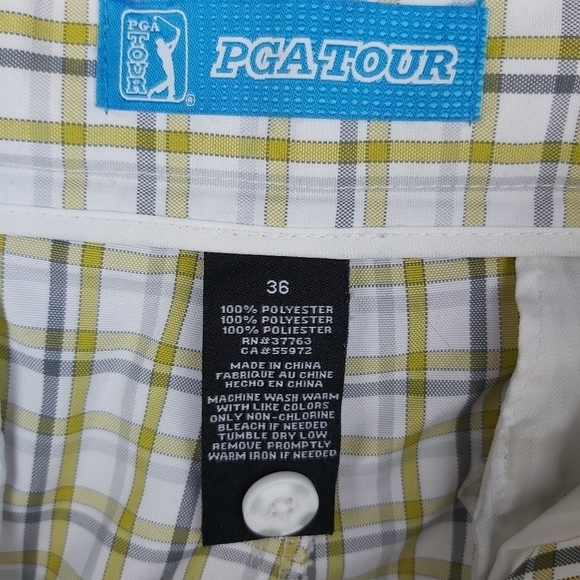 PGA
TOUR
PGA TOUR
®
36
100% POLYESTER
100% POLYESTER
100% POLIESTER
RN#37763
CA#55972
MADE IN CHINA
FABRIQUE AU CHINE
HECHO EN CHINA
MACHINE WASH WARM
WITH LIKE COLORS
ONLY NON-CHLORINE
BLEACH IF NEEDED
TUMBLE DRY LOW
REMOVE PROMPTLY
WARM IRON IF NEEDED